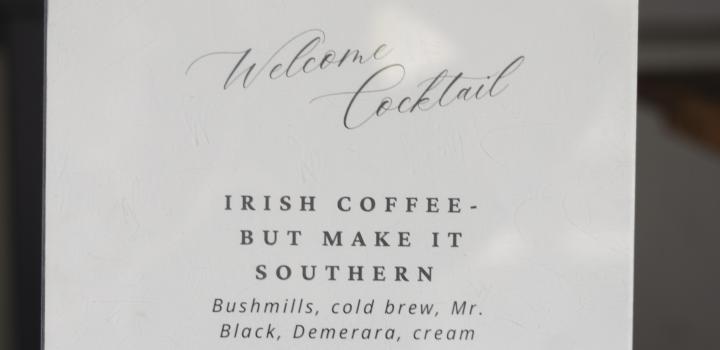 Welcome
Cocktail
IRISH COFFEE-
BUT MAKE IT
SOUTHERN
Bushmills, cold brew, Mr.
Black, Demerara, cream